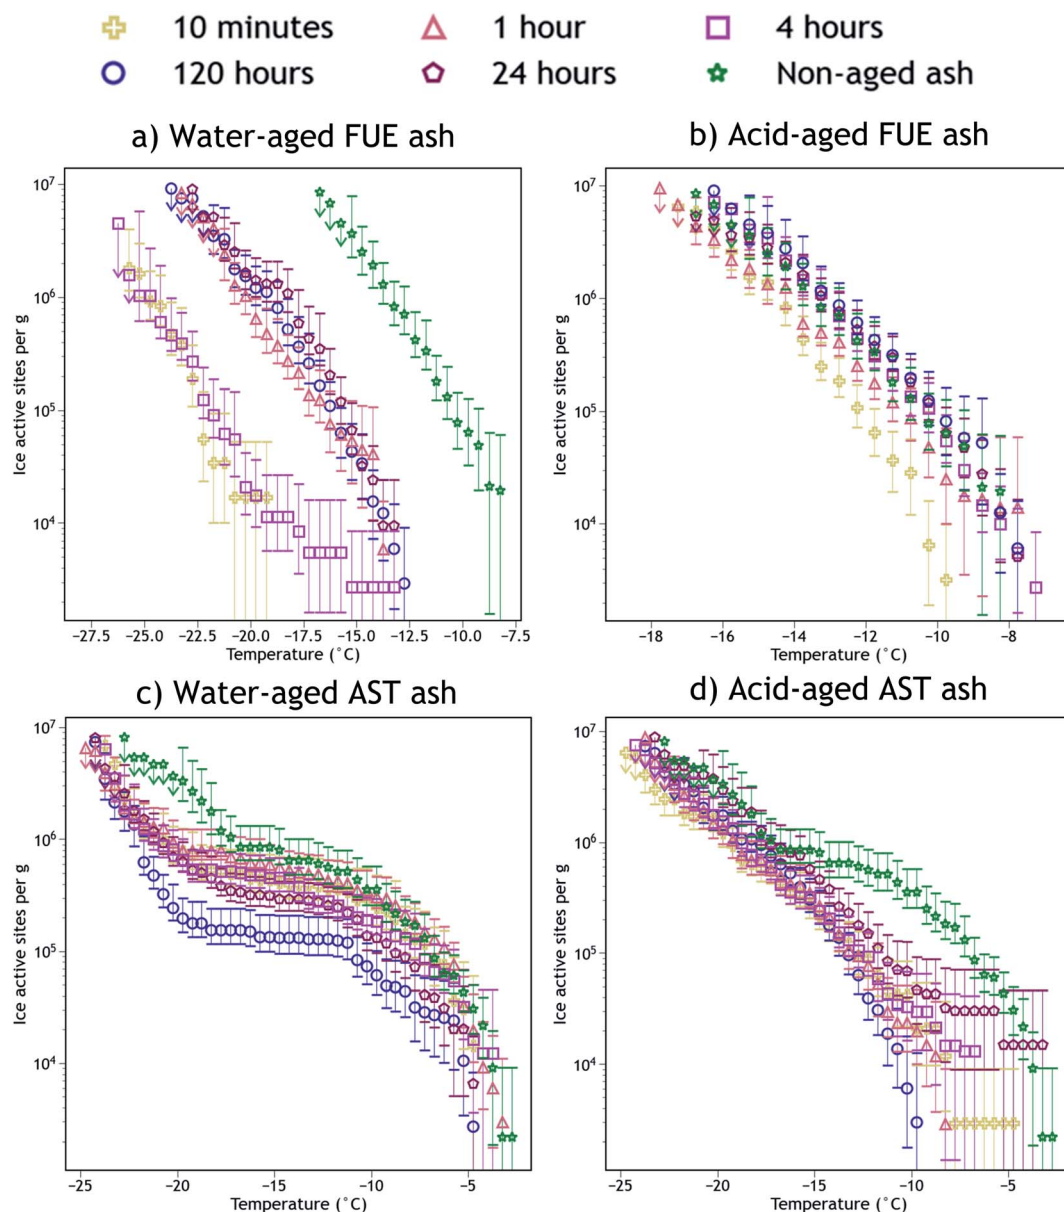 10 minutes 1 hour 4 hours
120 hours 24 hours Non-aged ash
a) Water-aged FUE ash b) Acid-aged FUE ash
10⁷
10⁶
10⁵
10⁴
Ice active sites per g
−27.5 −25.0 −22.5 −20.0 −17.5 −15.0 −12.5 −10.0 −7.5
Temperature (°C)
10⁷
10⁶
10⁵
10⁴
Ice active sites per g
−18 −16 −14 −12 −10 −8
Temperature (°C)
c) Water-aged AST ash d) Acid-aged AST ash
10⁷
10⁶
10⁵
10⁴
Ice active sites per g
−25 −20 −15 −10 −5
Temperature (°C)
10⁷
10⁶
10⁵
10⁴
Ice active sites per g
−25 −20 −15 −10 −5
Temperature (°C)